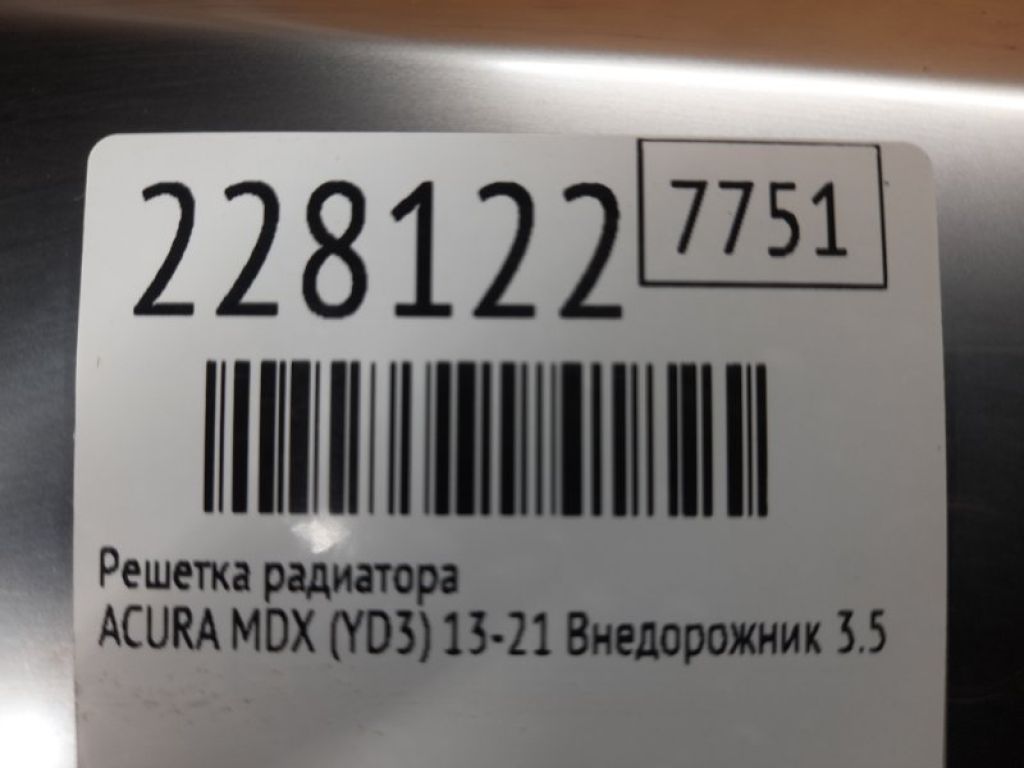 228122 7751
Решетка радиатора
ACURA MDX (YD3) 13-21 Внедорожник 3.5